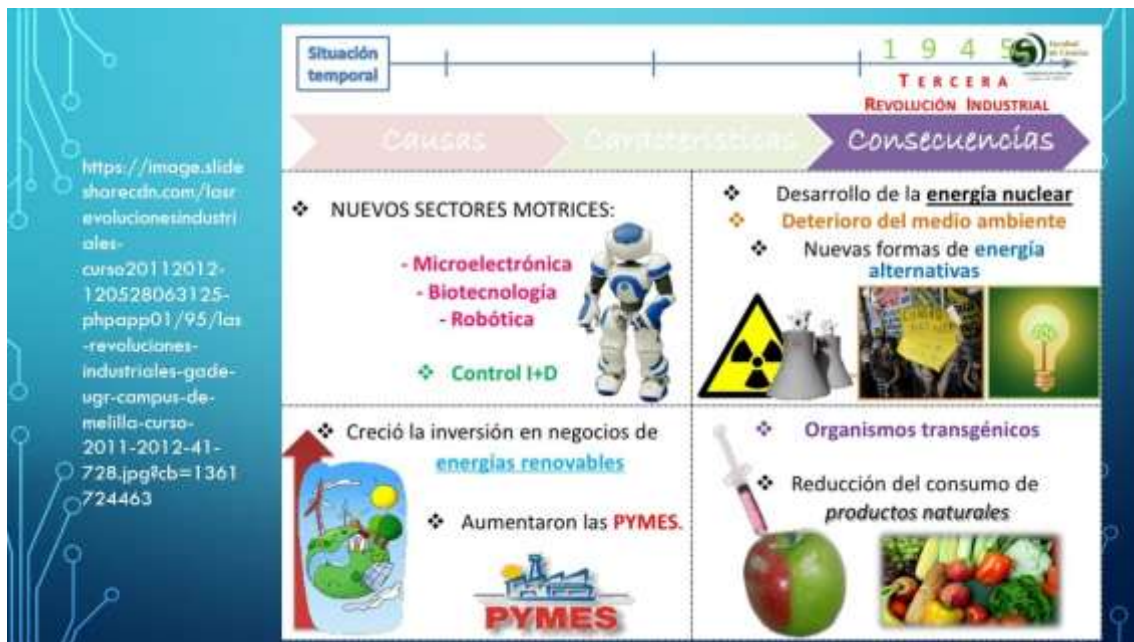 https://image.slide
sharecdn.com/lasr
evolucionesindustri
ales-
curso20112012-
120528063125-
phpapp01/95/las
-revoluciones-
industriales-gade-
ugr-campus-de-
melilla-curso-
2011-2012-41-
728.jpg?cb=1361
724463
Situación
temporal
1 9 4 5
TERCERA
REVOLUCIÓN INDUSTRIAL
Causas
Características
Consecuencias
❖ NUEVOS SECTORES MOTRICES:
- Microelectrónica
- Biotecnología
- Robótica
❖ Control I+D
❖ Desarrollo de la energía nuclear
❖ Deterioro del medio ambiente
❖ Nuevas formas de energía
alternativas
❖ Creció la inversión en negocios de
energías renovables
❖ Aumentaron las PYMES.
PYMES
❖ Organismos transgénicos
❖ Reducción del consumo de
productos naturales